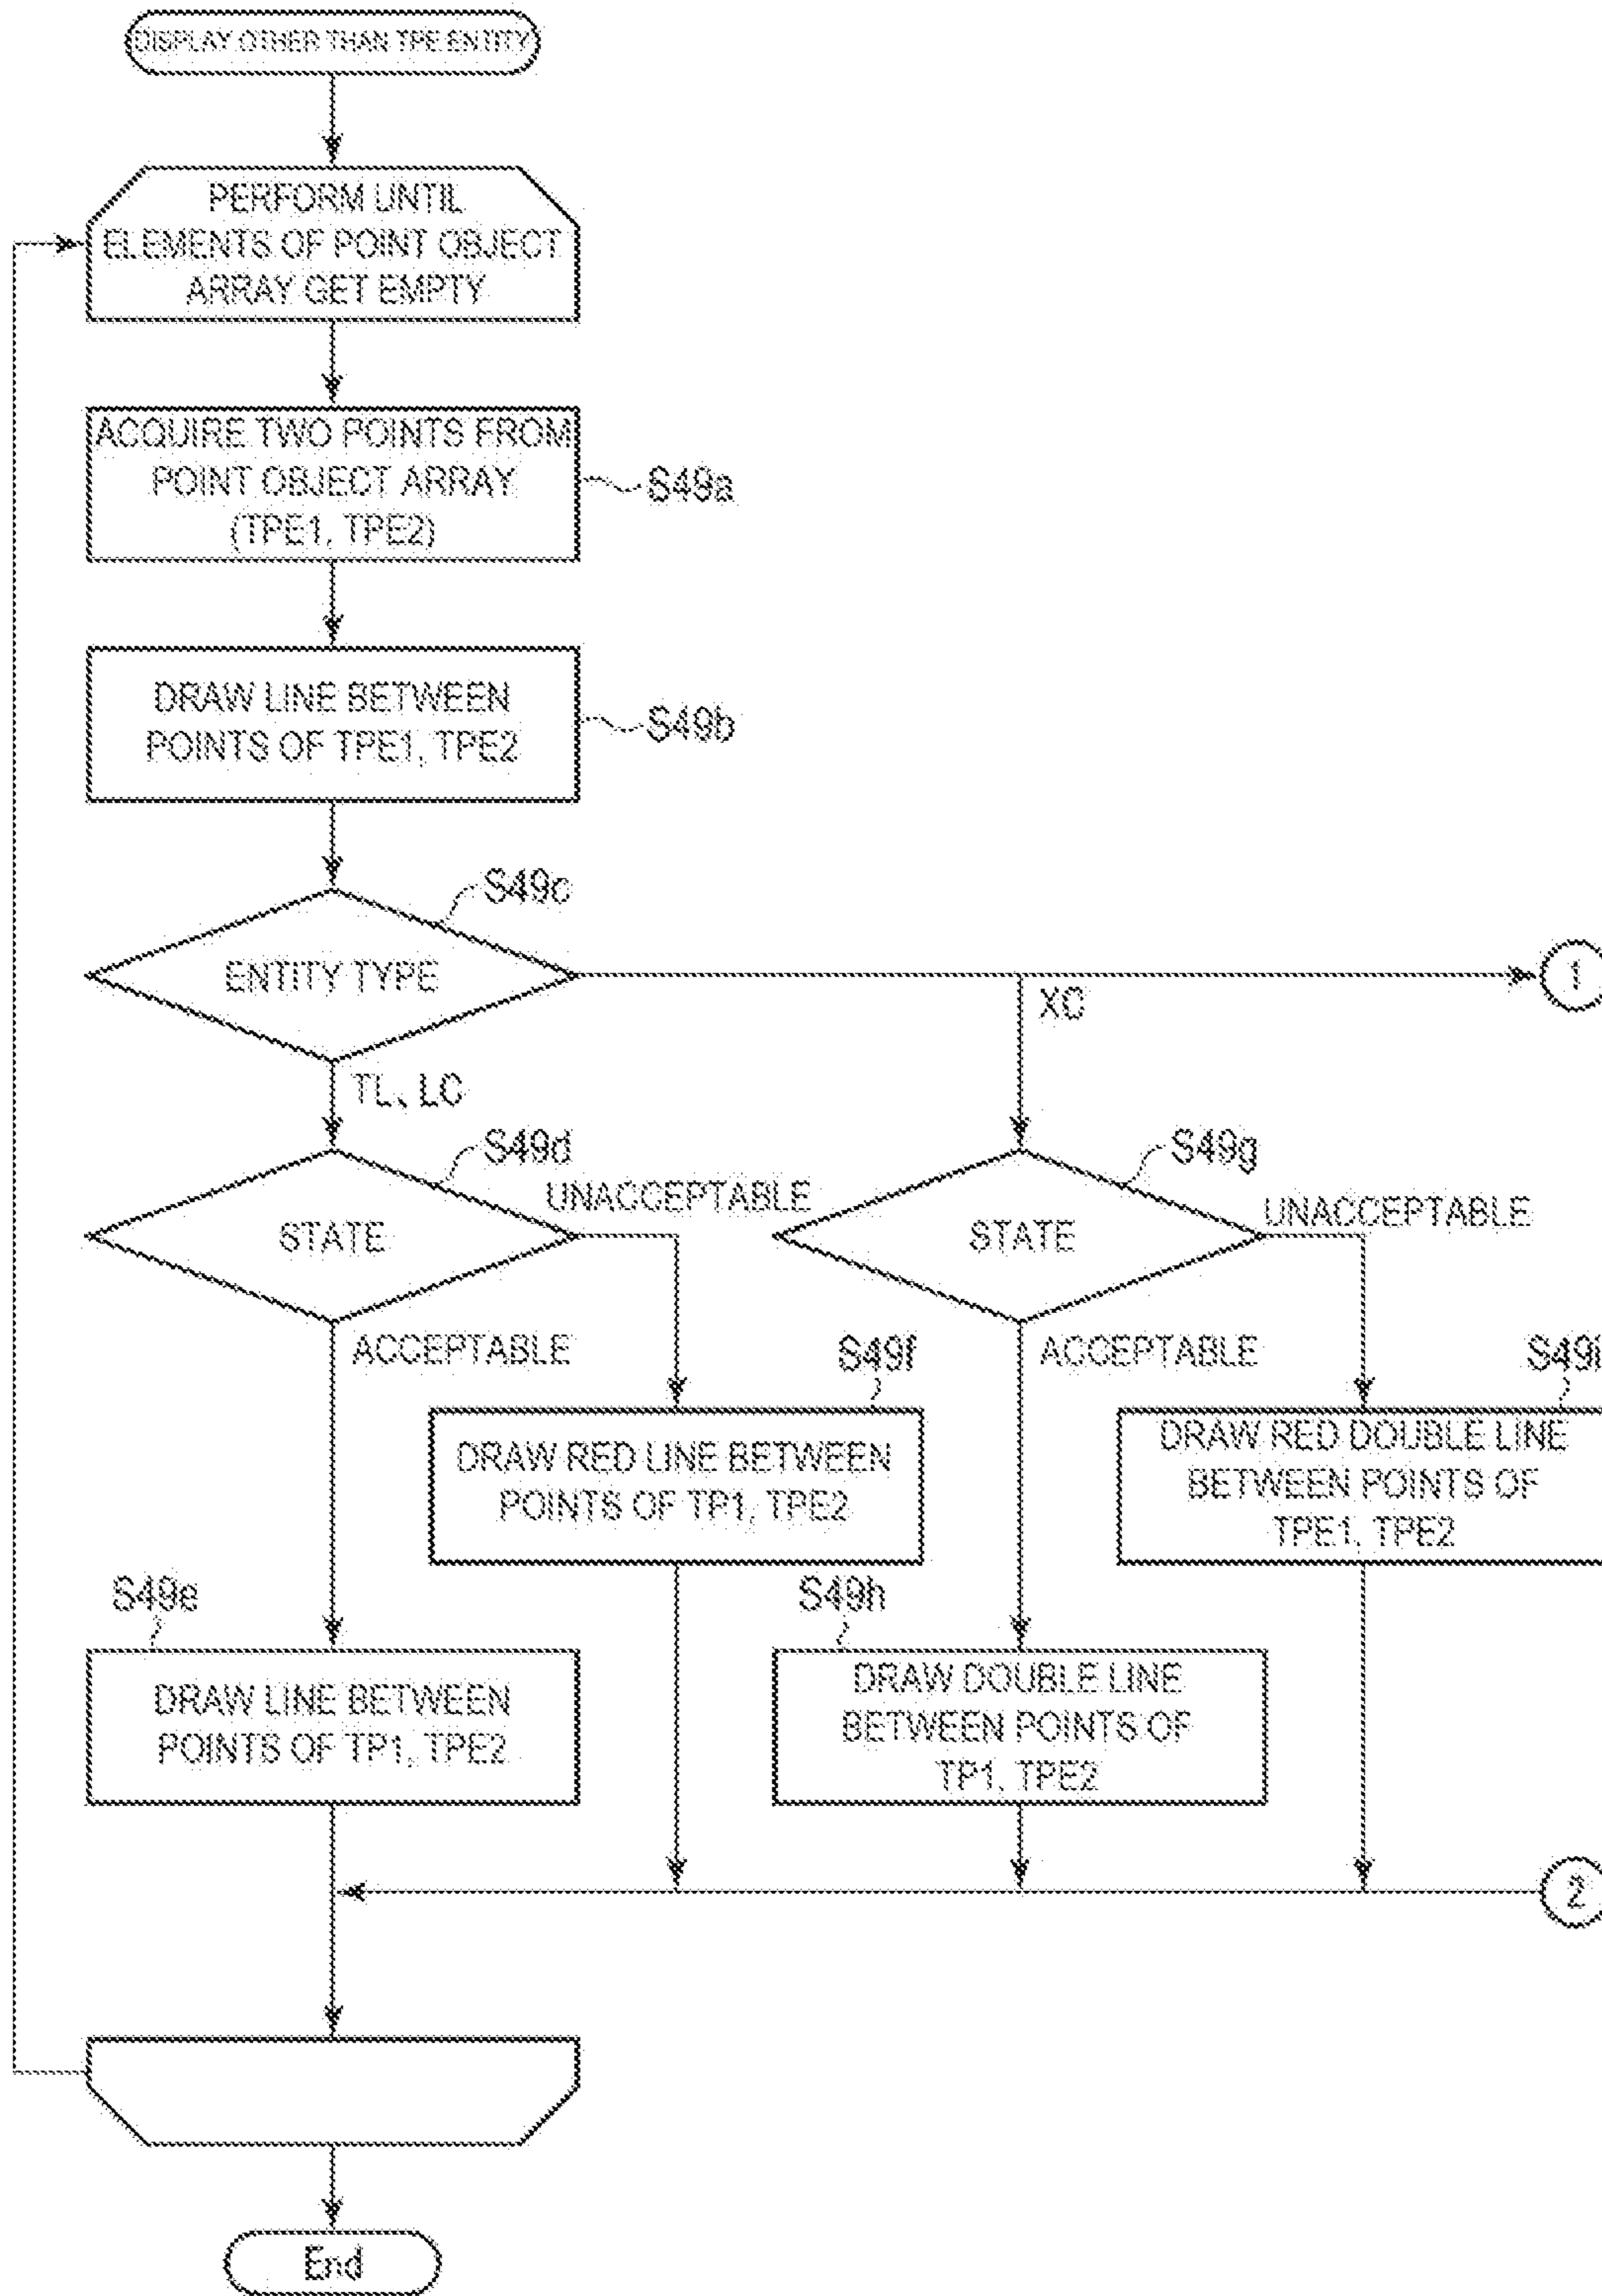 DISPLAY OTHER THAN TPE ENTITY
PERFORM UNTIL
ELEMENTS OF POINT OBJECT
ARRAY GET EMPTY
ACQUIRE TWO POINTS FROM
POINT OBJECT ARRAY
(TPE1, TPE2)
S49a
DRAW LINE BETWEEN
POINTS OF TPE1, TPE2
S49b
S49c
ENTITY TYPE
1
XC
TL、LC
S49d
UNACCEPTABLE
STATE
S49g
UNACCEPTABLE
STATE
ACCEPTABLE
S49f
ACCEPTABLE
S49i
DRAW RED LINE BETWEEN
POINTS OF TP1, TPE2
DRAW RED DOUBLE LINE
BETWEEN POINTS OF
TPE1, TPE2
S49e
S49h
DRAW LINE BETWEEN
POINTS OF TP1, TPE2
DRAW DOUBLE LINE
BETWEEN POINTS OF
TP1, TPE2
2
End